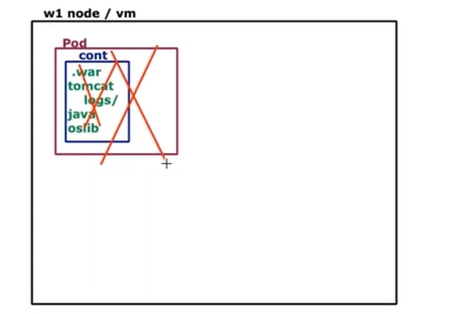 w1 node / vm
Pod
cont
.war
tomcat
logs/
java
oslib